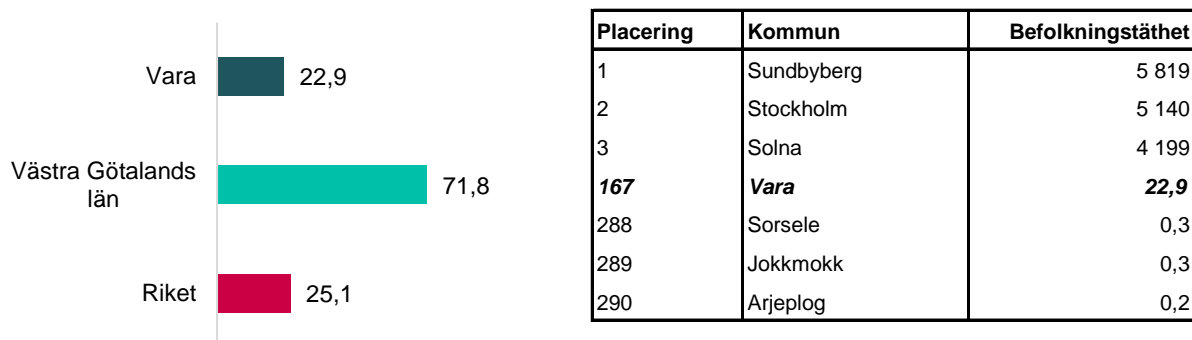 Vara
22,9
Västra Götalands
län
71,8
Riket
25,1
Placering Kommun Befolkningstäthet
1 Sundbyberg 5 819
2 Stockholm 5 140
3 Solna 4 199
167 Vara 22,9
288 Sorsele 0,3
289 Jokkmokk 0,3
290 Arjeplog 0,2